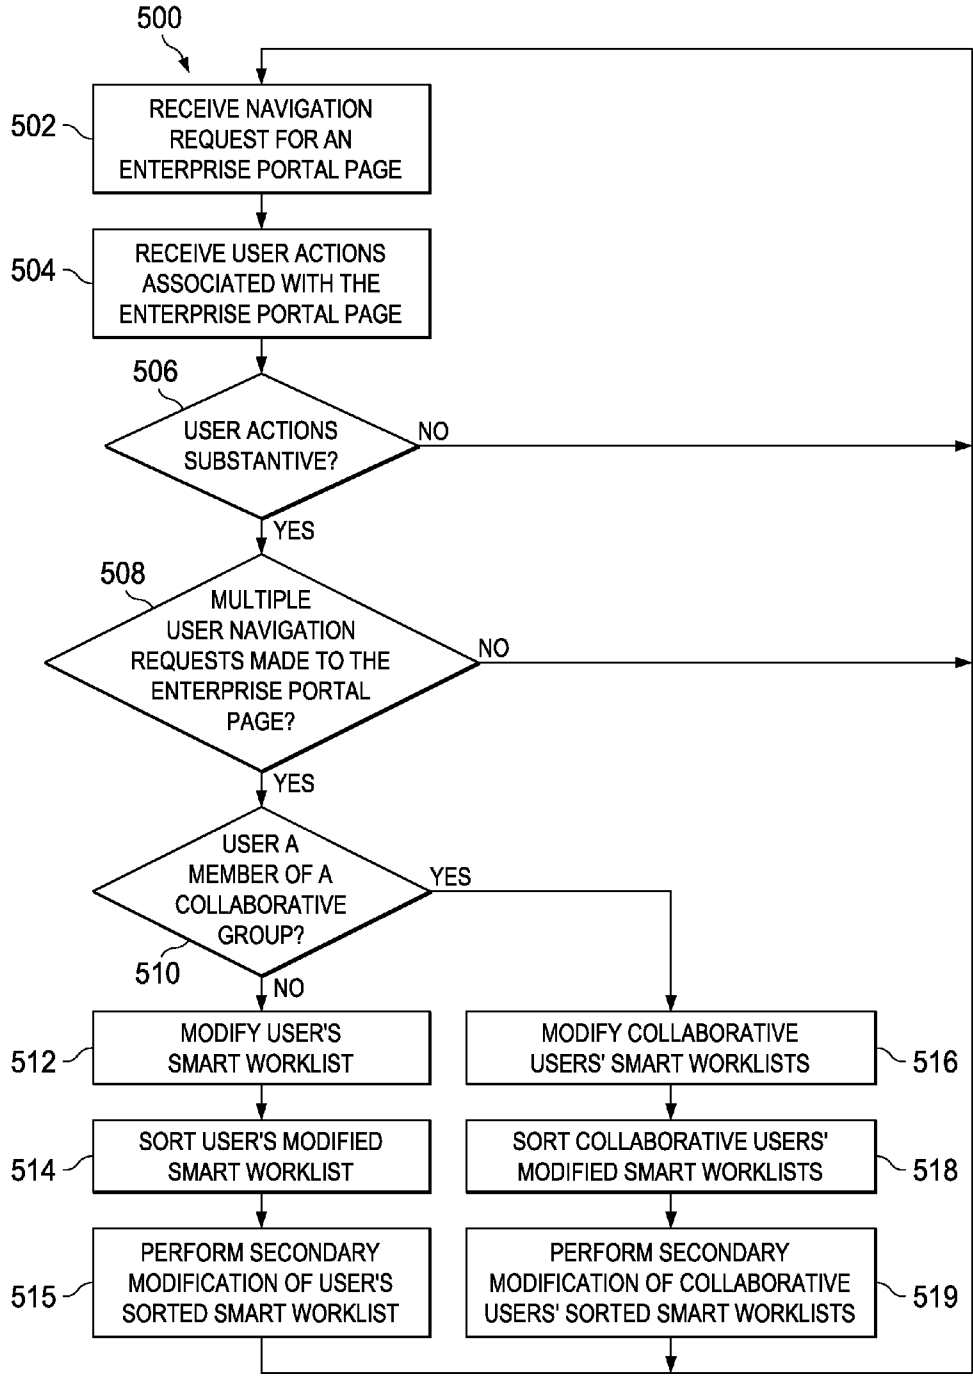 500
502
RECEIVE NAVIGATION
REQUEST FOR AN
ENTERPRISE PORTAL PAGE
504
RECEIVE USER ACTIONS
ASSOCIATED WITH THE
ENTERPRISE PORTAL PAGE
506
USER ACTIONS
SUBSTANTIVE?
NO
YES
508
MULTIPLE
USER NAVIGATION
REQUESTS MADE TO THE
ENTERPRISE PORTAL
PAGE?
NO
YES
USER A
MEMBER OF A
COLLABORATIVE
GROUP?
YES
510
NO
512
MODIFY USER'S
SMART WORKLIST
MODIFY COLLABORATIVE
USERS' SMART WORKLISTS
516
514
SORT USER'S MODIFIED
SMART WORKLIST
SORT COLLABORATIVE USERS'
MODIFIED SMART WORKLISTS
518
515
PERFORM SECONDARY
MODIFICATION OF USER'S
SORTED SMART WORKLIST
PERFORM SECONDARY
MODIFICATION OF COLLABORATIVE
USERS' SORTED SMART WORKLISTS
519